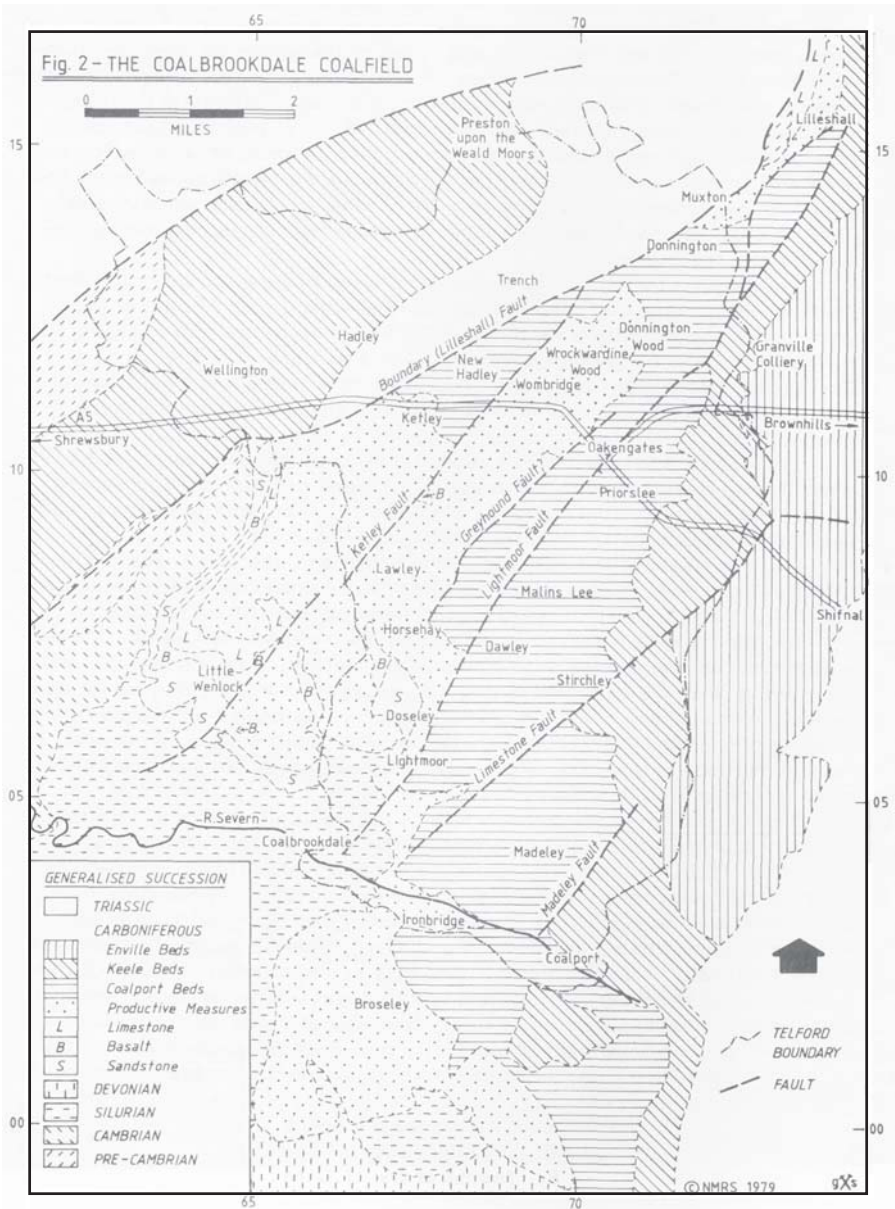 65
70
Fig. 2 – THE COALBROOKDALE COALFIELD
0 1 2
MILES
15
15
Preston
upon the
Weald Moors
L
L
Lilleshall
Muxton
Donnington
Trench
Boundary (Lilleshall) Fault
Hadley
Wellington
New
Hadley
Donnington
Wood
Wrockwardine
Wood
Wombridge
Granville
Colliery
A5
Shrewsbury
Ketley
Brownhills
10
10
Oakengates
Priorslee
S
L
B
Ketley Fault
B
Greyhound Fault
Lightmoor Fault
Lawley
Malins Lee
Shifnal
S
L
L
Horsehay
Dawley
B
L
B
B
Little
Wenlock
S
B
S
Stirchley
S
B
Doseley
Lightmoor
S
Limestone Fault
05
05
R. Severn
Coalbrookdale
Madeley
Madeley Fault
Ironbridge
Coalport
Broseley
GENERALISED SUCCESSION
TRIASSIC
CARBONIFEROUS
Enville Beds
Keele Beds
Coalport Beds
Productive Measures
L Limestone
B Basalt
S Sandstone
DEVONIAN
SILURIAN
CAMBRIAN
PRE-CAMBRIAN
TELFORD
BOUNDARY
FAULT
00
00
© NMRS 1979
65
70